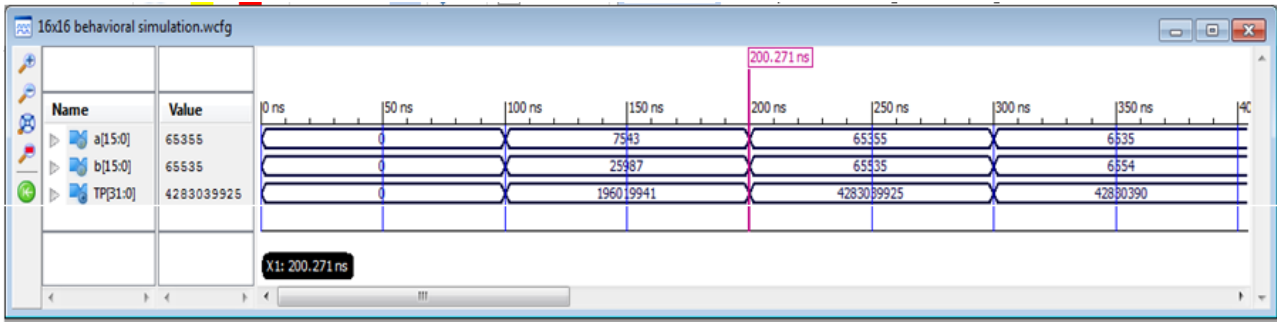 16x16 behavioral simulation.wcfg
200.271 ns
Name Value 0 ns 50 ns 100 ns 150 ns 200 ns 250 ns 300 ns 350 ns 40
a[15:0] 65355 0 7543 65355 6535
b[15:0] 65535 0 25987 65535 6554
TP[31:0] 4283039925 0 196019941 4283039925 42830390
X1: 200.271 ns